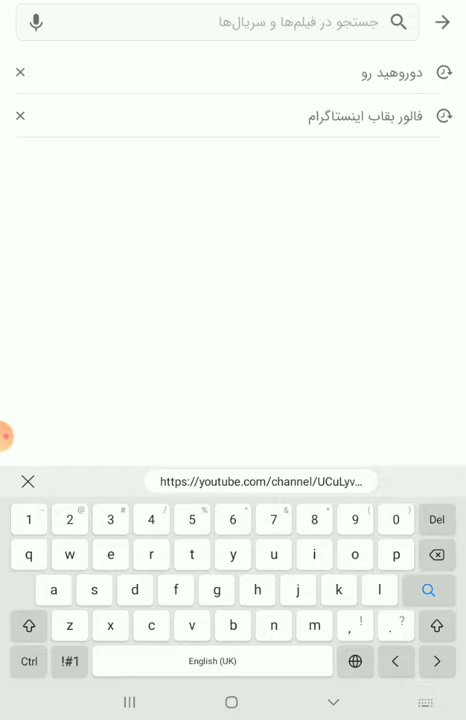 جستجو در فیلم‌ها و سریال‌ها
دوروهید رو
فالور بقاب اینستاگرام
https://youtube.com/channel/UCuLyv...
1 2 3 4 5 6 7 8 9 0 Del
q w e r t y u i o p
a s d f g h j k l
z x c v b n m , ! . ?
Ctrl !#1 English (UK)